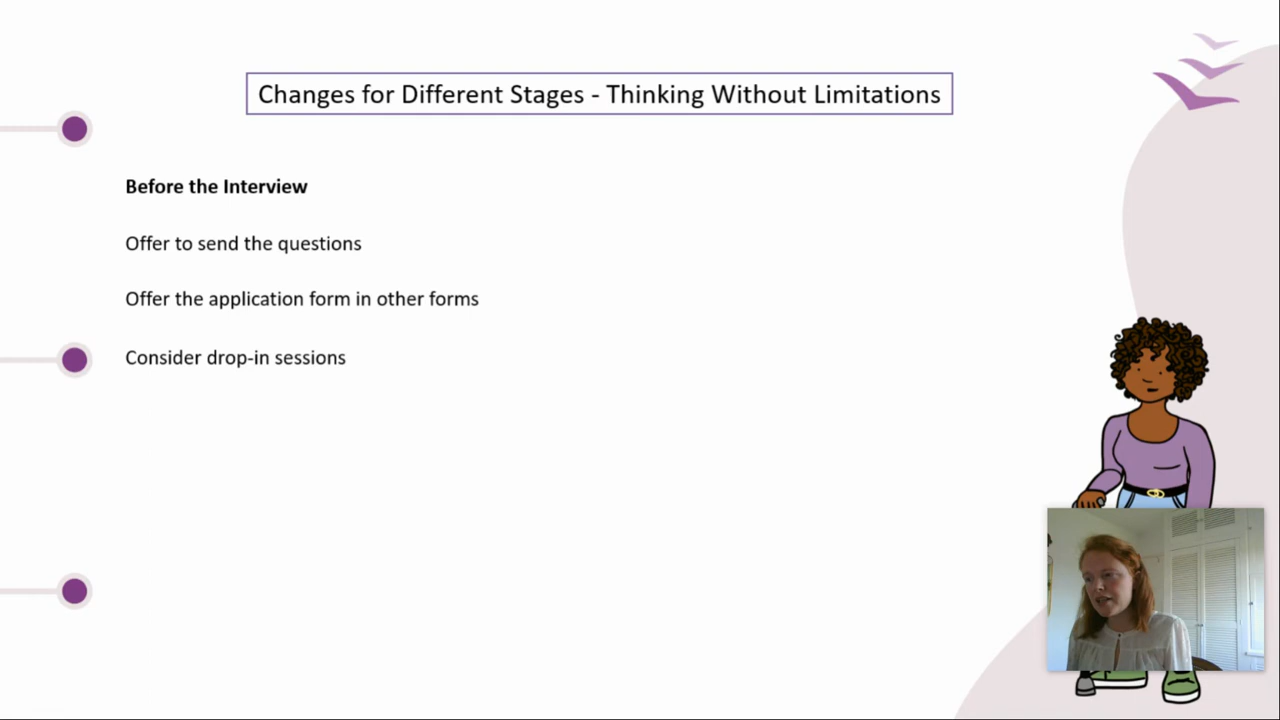 Changes for Different Stages - Thinking Without Limitations
Before the Interview
Offer to send the questions
Offer the application form in other forms
Consider drop-in sessions